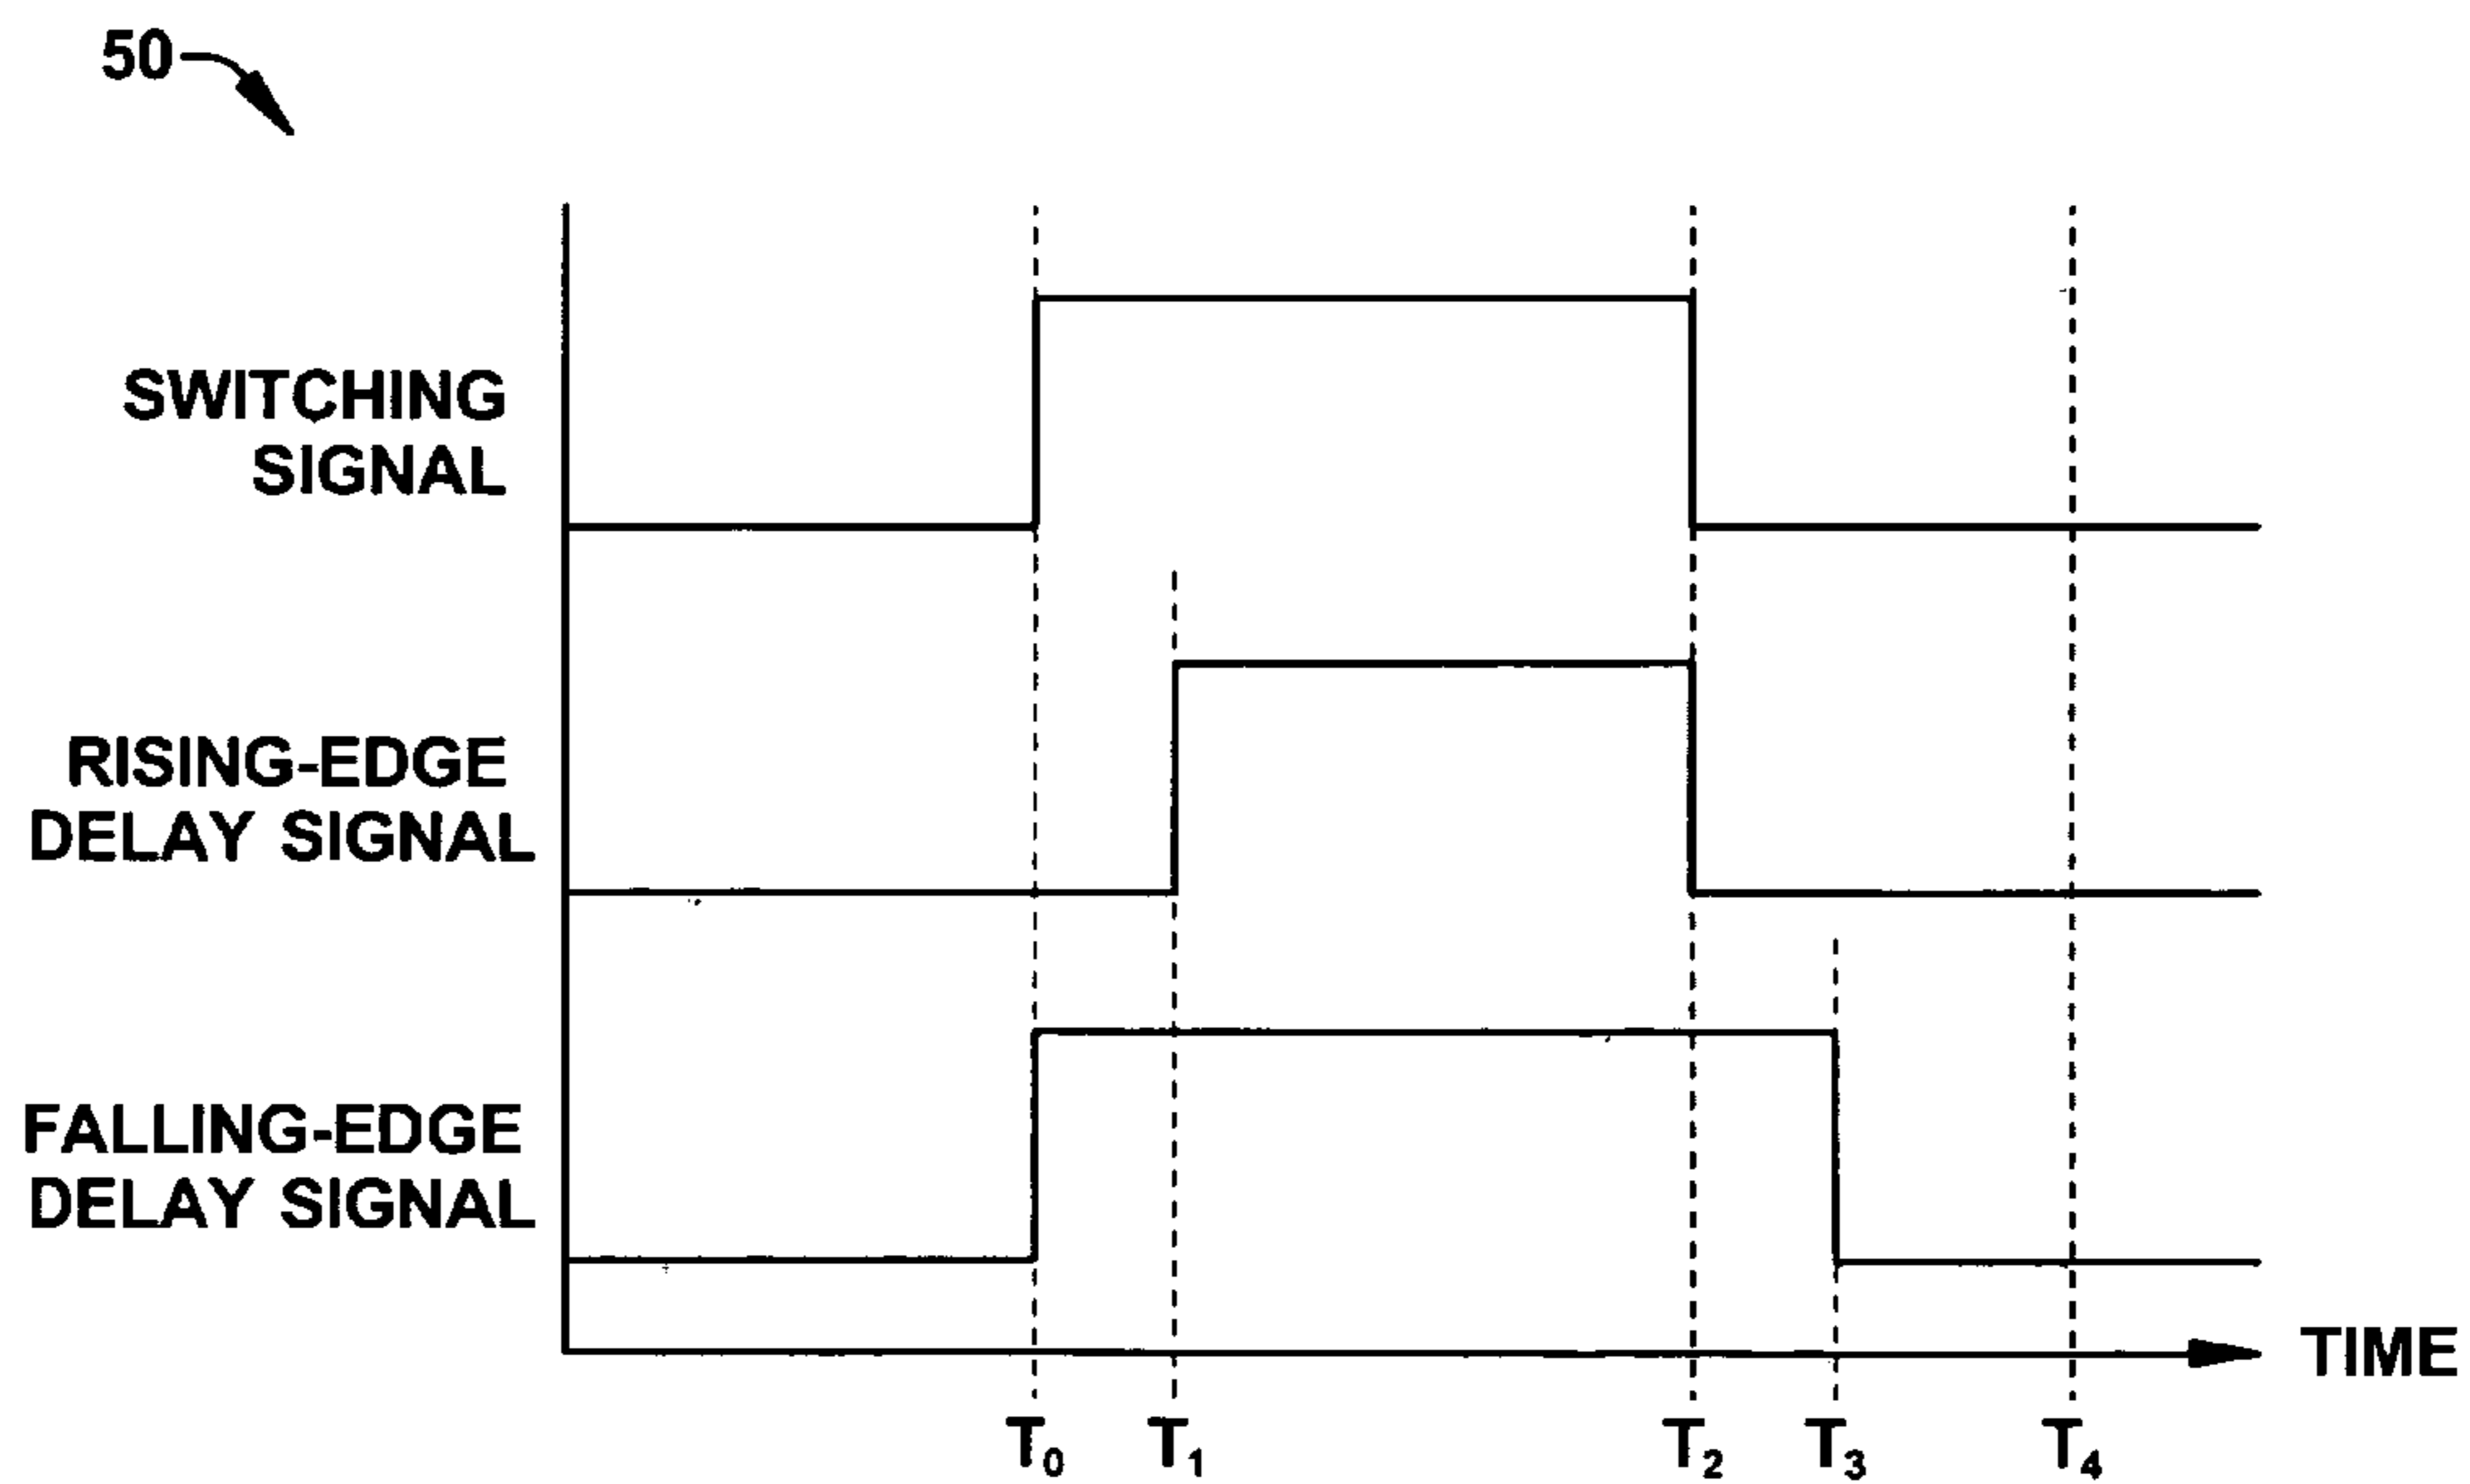 50
SWITCHING
SIGNAL
RISING-EDGE
DELAY SIGNAL
FALLING-EDGE
DELAY SIGNAL
TIME
T0 T1 T2 T3 T4